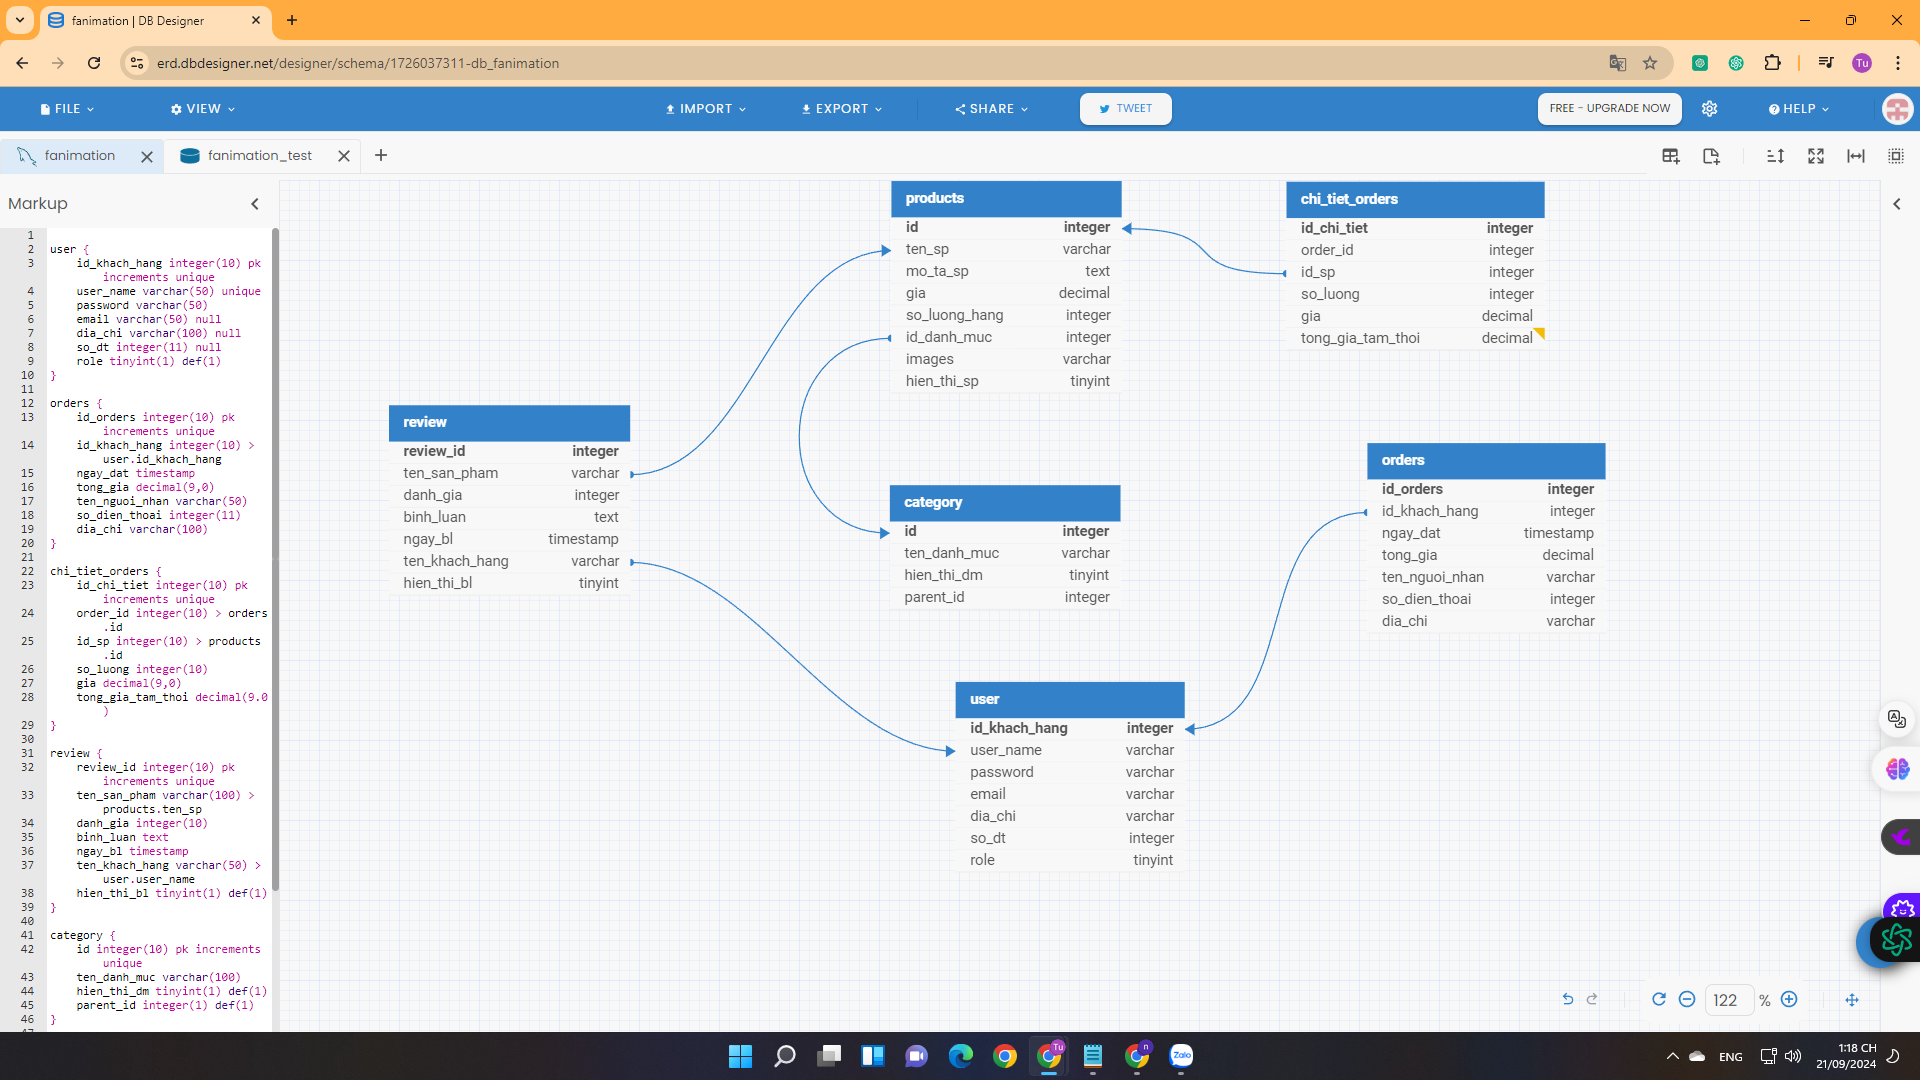 fanimation | DB Designer
erd.dbdesigner.net/designer/schema/1726037311-db_fanimation
Tu
FILE
VIEW
IMPORT
EXPORT
SHARE
TWEET
FREE - UPGRADE NOW
HELP
fanimation
fanimation_test
Markup
1
2 user {
3 id_khach_hang integer(10) pk
increments unique
4 user_name varchar(50) unique
5 password varchar(50)
6 email varchar(50) null
7 dia_chi varchar(100) null
8 so_dt integer(11) null
9 role tinyint(1) def(1)
10 }
11
12 orders {
13 id_orders integer(10) pk
increments unique
14 id_khach_hang integer(10) >
user.id_khach_hang
15 ngay_dat timestamp
16 tong_gia decimal(9,0)
17 ten_nguoi_nhan varchar(50)
18 so_dien_thoai integer(11)
19 dia_chi varchar(100)
20 }
21
22 chi_tiet_orders {
23 id_chi_tiet integer(10) pk
increments unique
24 order_id integer(10) > orders
.id
25 id_sp integer(10) > products
.id
26 so_luong integer(10)
27 gia decimal(9,0)
28 tong_gia_tam_thoi decimal(9.0
)
29 }
30
31 review {
32 review_id integer(10) pk
increments unique
33 ten_san_pham varchar(100) >
products.ten_sp
34 danh_gia integer(10)
35 binh_luan text
36 ngay_bl timestamp
37 ten_khach_hang varchar(50) >
user.user_name
38 hien_thi_bl tinyint(1) def(1)
39 }
40
41 category {
42 id integer(10) pk increments
unique
43 ten_danh_muc varchar(100)
44 hien_thi_dm tinyint(1) def(1)
45 parent_id integer(1) def(1)
46 }
products
id integer
ten_sp varchar
mo_ta_sp text
gia decimal
so_luong_hang integer
id_danh_muc integer
images varchar
hien_thi_sp tinyint
chi_tiet_orders
id_chi_tiet integer
order_id integer
id_sp integer
so_luong integer
gia decimal
tong_gia_tam_thoi decimal
review
review_id integer
ten_san_pham varchar
danh_gia integer
binh_luan text
ngay_bl timestamp
ten_khach_hang varchar
hien_thi_bl tinyint
category
id integer
ten_danh_muc varchar
hien_thi_dm tinyint
parent_id integer
orders
id_orders integer
id_khach_hang integer
ngay_dat timestamp
tong_gia decimal
ten_nguoi_nhan varchar
so_dien_thoai integer
dia_chi varchar
user
id_khach_hang integer
user_name varchar
password varchar
email varchar
dia_chi varchar
so_dt integer
role tinyint
122 %
Tu
n
Zalo
ENG
1:18 CH
21/09/2024